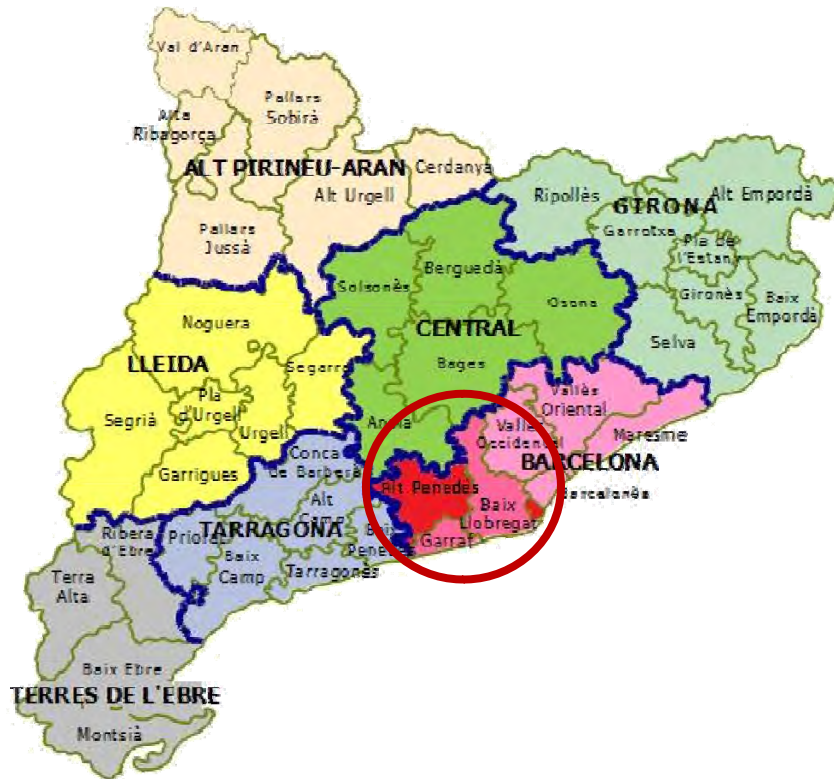 Val d'Aran
Pallars
Sobirà
Alta
Ribagorça
ALT PIRINEU-ARAN
Cerdanya
Alt Urgell
Pallars
Jussà
Ripollès
Alt Empordà
GIRONA
Garrotxa
Pla de
l'Estany
Gironès
Baix
Empordà
Selva
Berguedà
Solsonès
Osona
CENTRAL
Bages
Anoia
Noguera
LLEIDA
Segarra
Pla
d'Urgell
Segrià
Urgell
Garrigues
Vallès
Oriental
Vallès
Occidental
Maresme
BARCELONA
Barcelonès
Alt Penedès
Baix
Llobregat
Garraf
Conca
de Barberà
Alt
Camp
TARRAGONA
Priorat
Baix
Penedès
Baix
Camp
Tarragonès
Ribera
d'Ebre
Terra
Alta
Baix Ebre
TERRES DE L'EBRE
Montsià